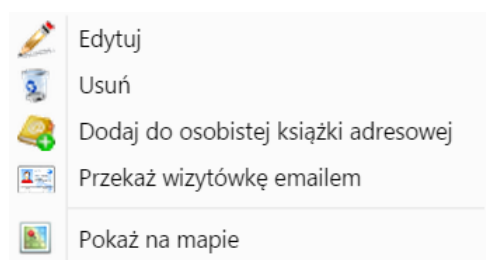 Edytuj
Usuń
Dodaj do osobistej książki adresowej
Przekaż wizytówkę emailem
Pokaż na mapie